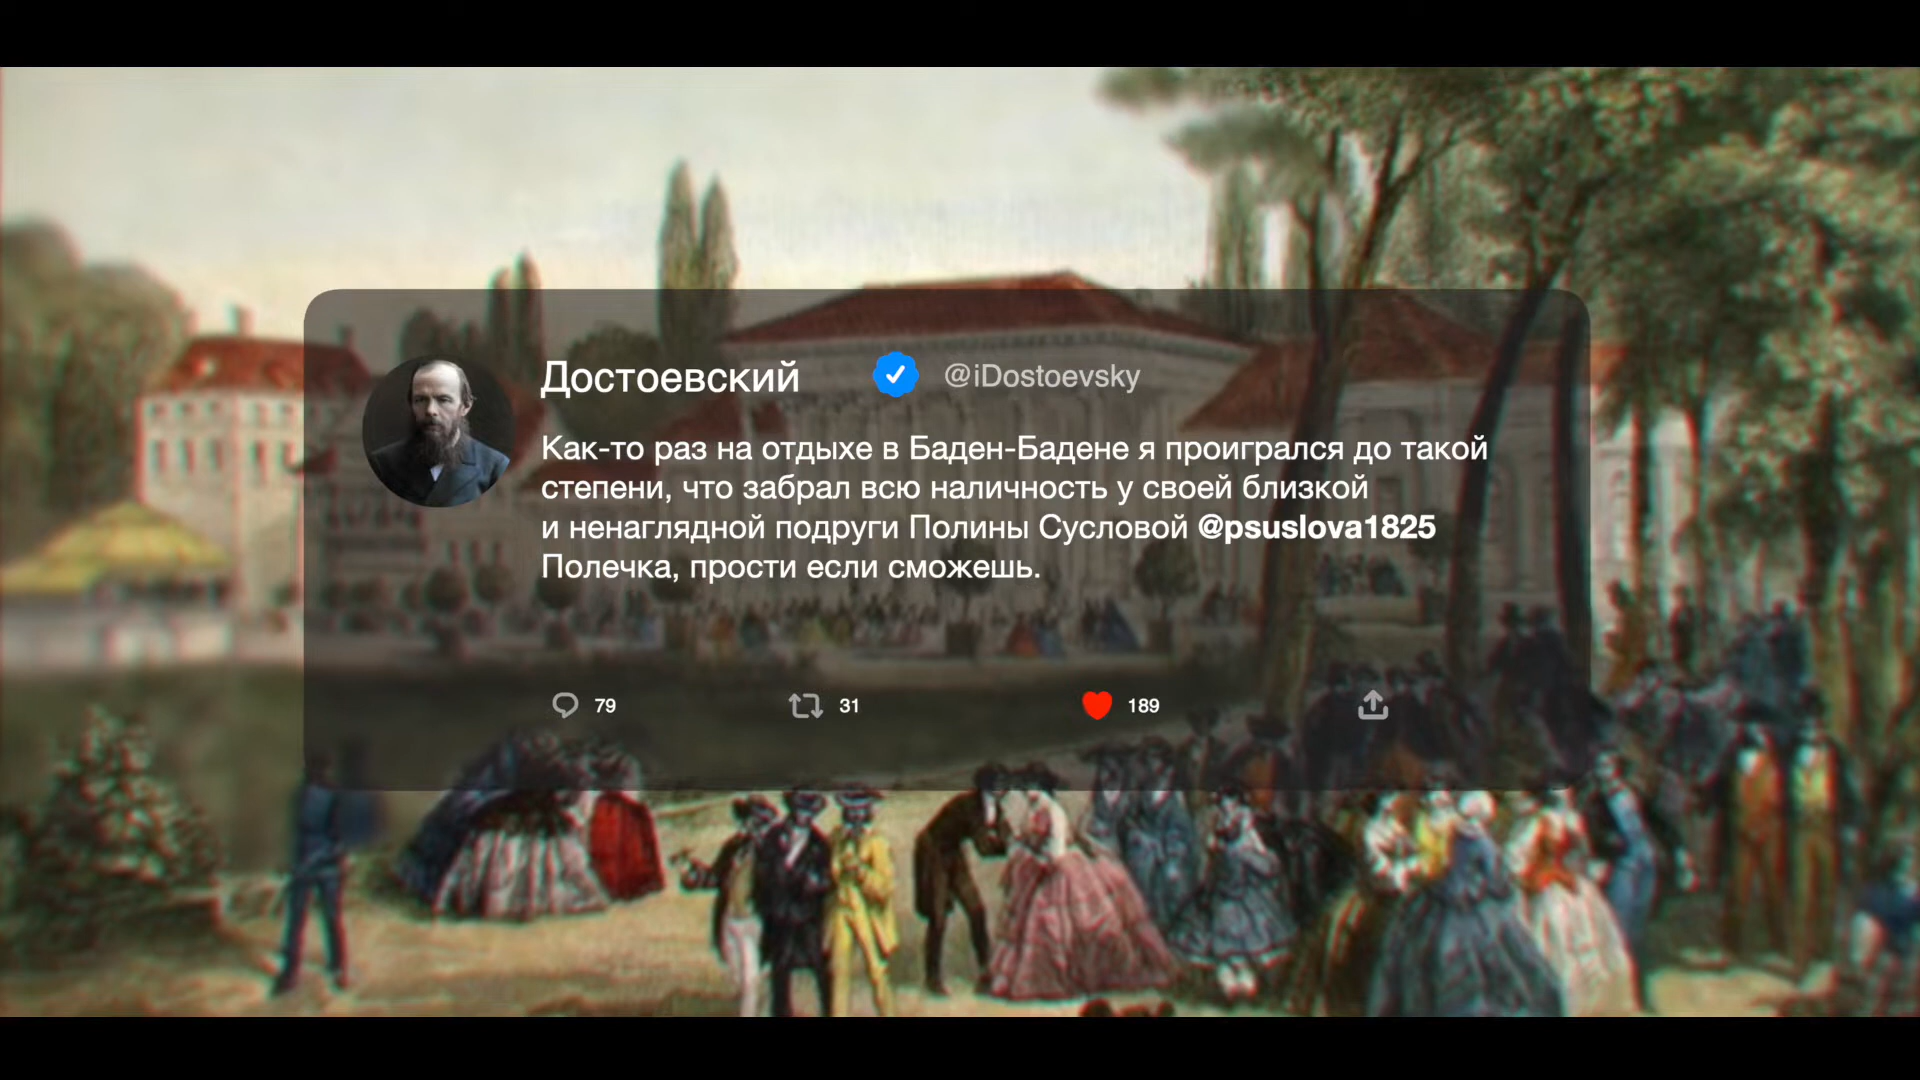 Достоевский @iDostoevsky
Как-то раз на отдыхе в Баден-Бадене я проигрался до такой
степени, что забрал всю наличность у своей близкой
и ненаглядной подруги Полины Сусловой @psuslova1825
Полечка, прости если сможешь.
79 31 189